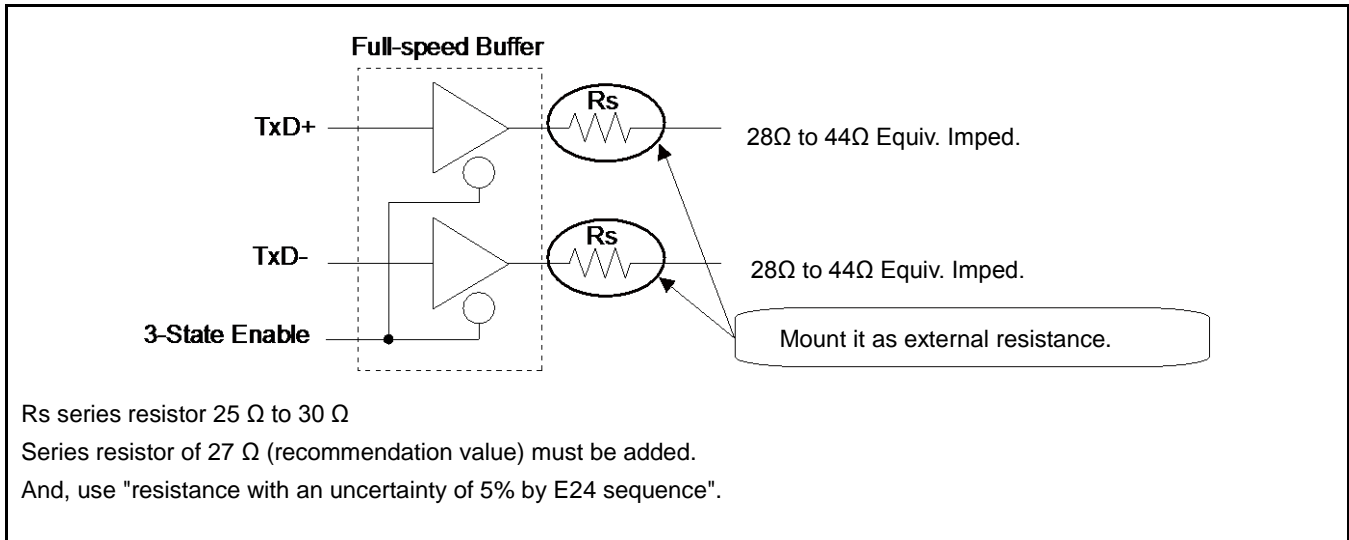 Full-speed Buffer
Rs
TxD+
28Ω to 44Ω Equiv. Imped.
Rs
TxD-
28Ω to 44Ω Equiv. Imped.
3-State Enable
Mount it as external resistance.
Rs series resistor 25 Ω to 30 Ω
Series resistor of 27 Ω (recommendation value) must be added.
And, use "resistance with an uncertainty of 5% by E24 sequence".